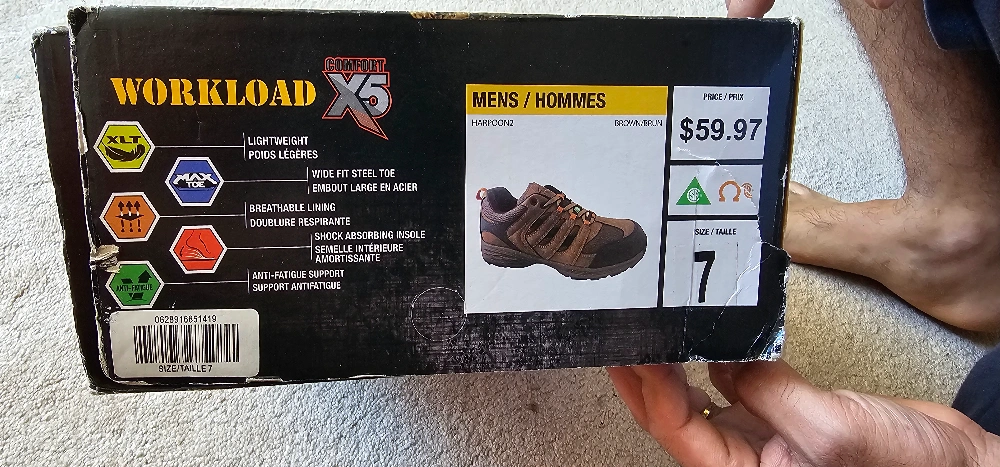 WORKLOAD
COMFORT
X5
XLT
LIGHTWEIGHT
POIDS LÉGÈRES
MAX
TOE
WIDE FIT STEEL TOE
EMBOUT LARGE EN ACIER
BREATHABLE LINING
DOUBLURE RESPIRANTE
SHOCK ABSORBING INSOLE
SEMELLE INTÉRIEURE
AMORTISSANTE
ANTI-FATIGUE
ANTI-FATIGUE SUPPORT
SUPPORT ANTIFATIGUE
0628916851419
SIZE/TAILLE 7
MENS / HOMMES
HARPOON2 BROWN/BRUN
PRICE / PRIX
$59.97
SIZE / TAILLE
7